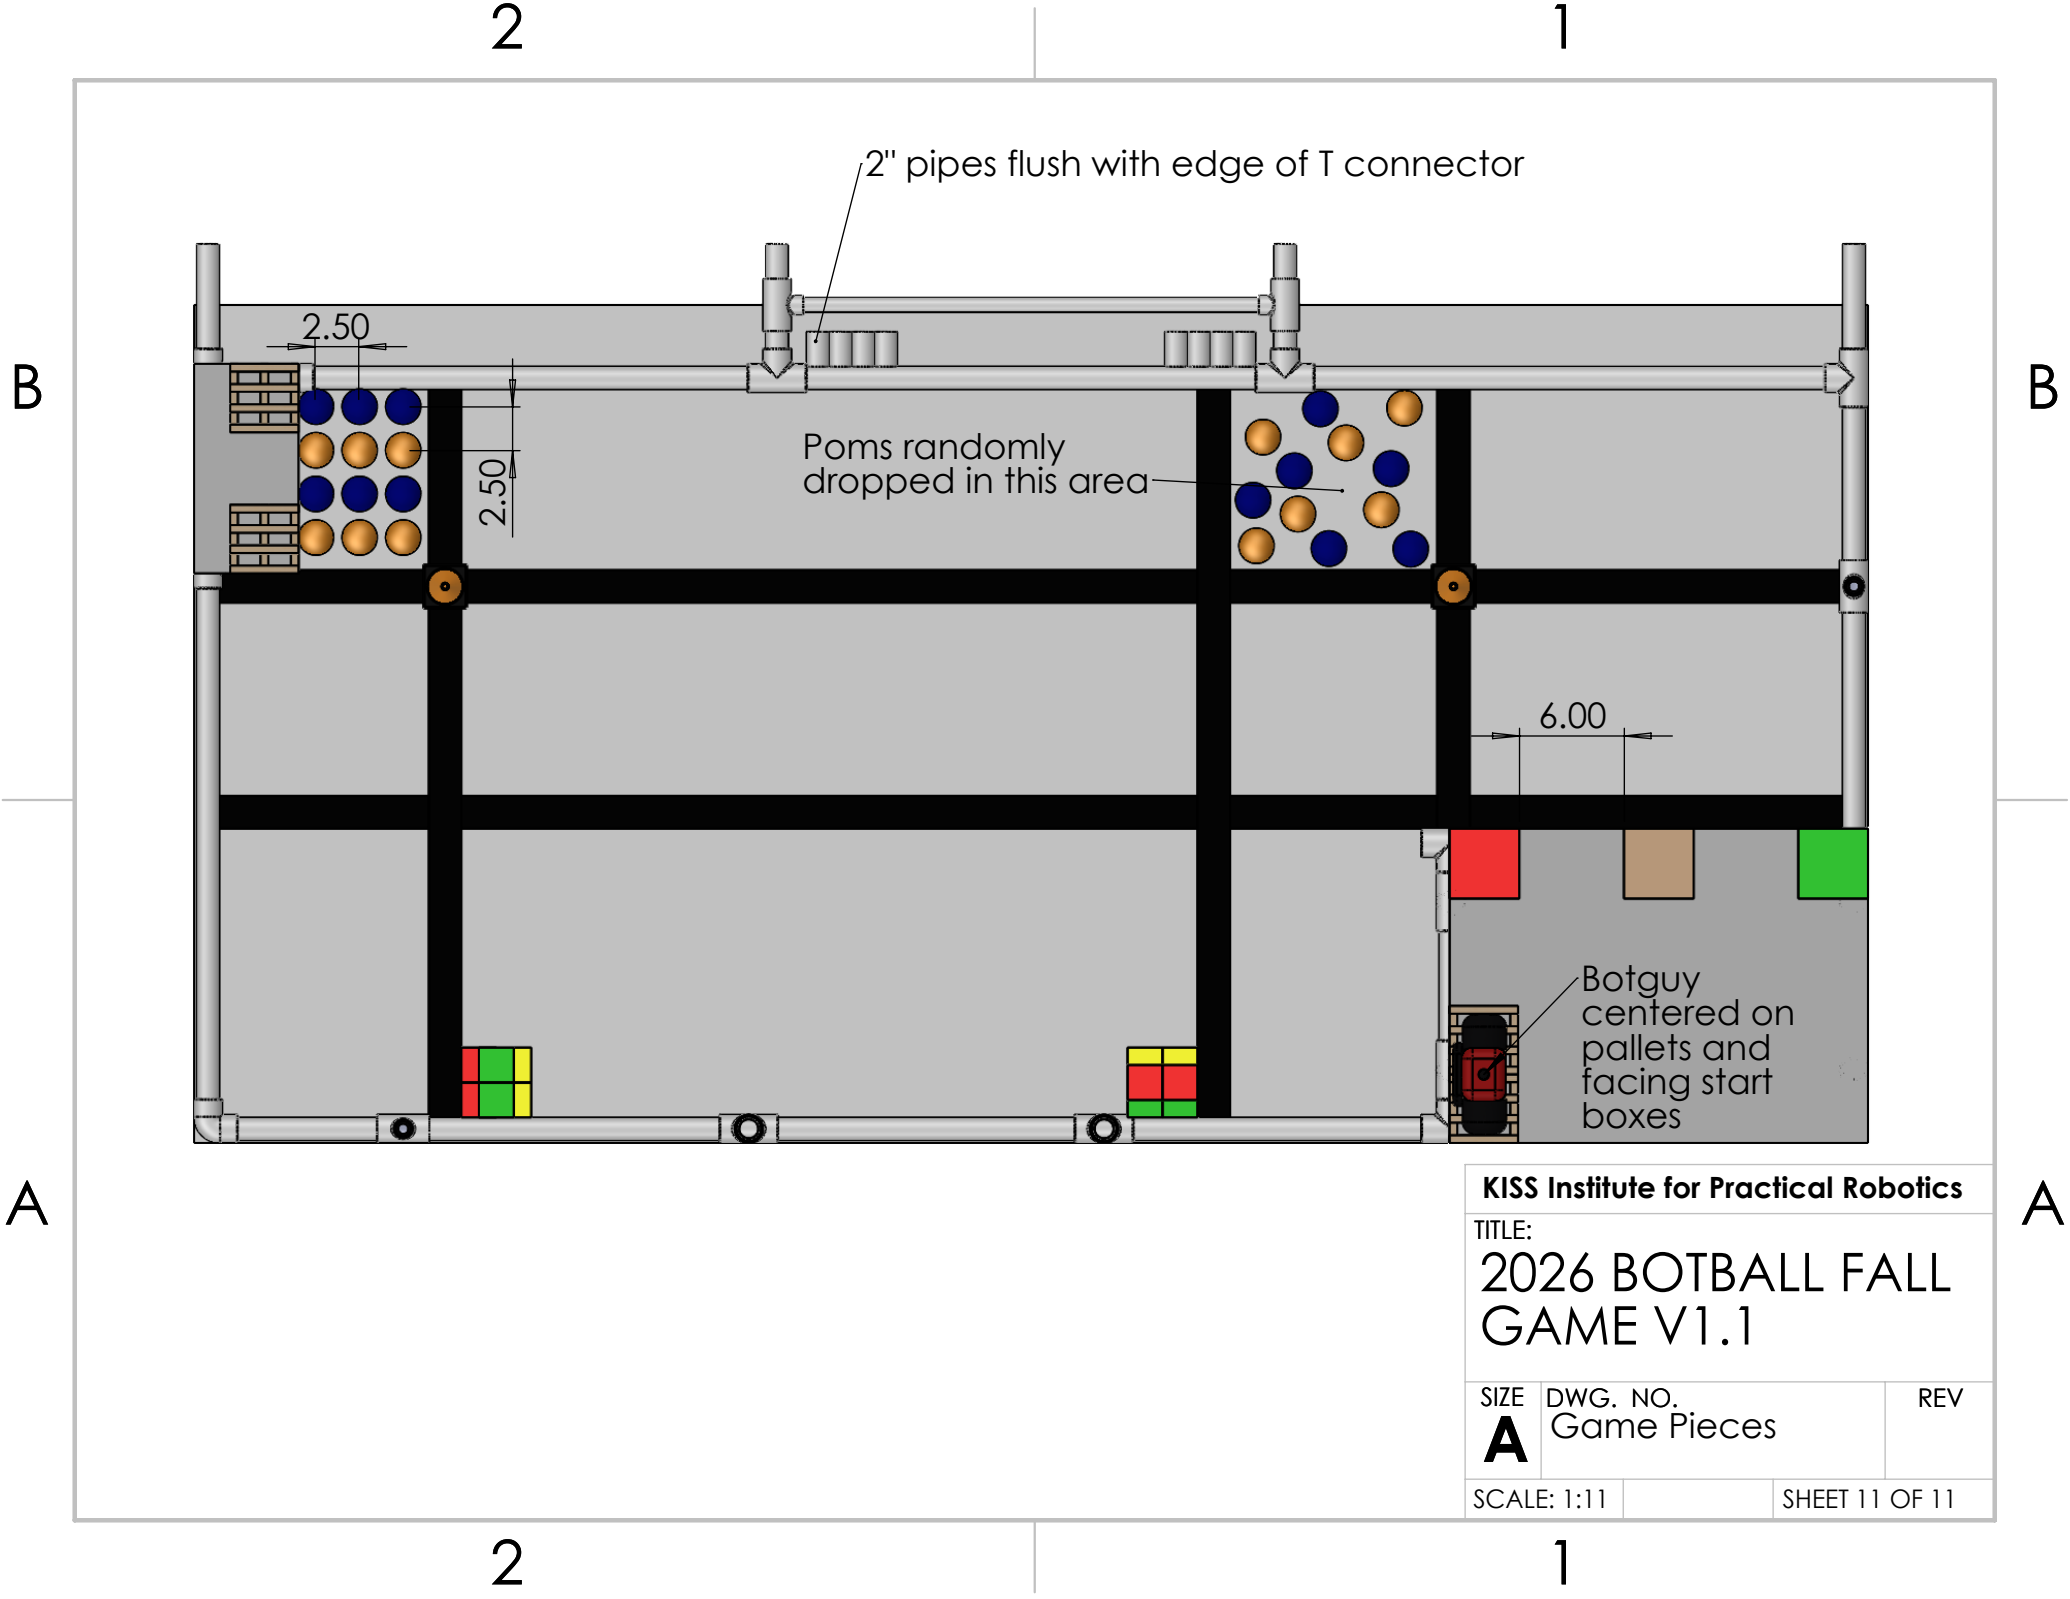 2
1
2" pipes flush with edge of T connector
2.50
B
B
Poms randomly
dropped in this area
2.50
6.00
Botguy
centered on
pallets and
facing start
boxes
A
A
KISS Institute for Practical Robotics
TITLE:
2026 BOTBALL FALL
GAME V1.1
SIZE
A
DWG. NO.
Game Pieces
REV
SCALE: 1:11
SHEET 11 OF 11
2
1